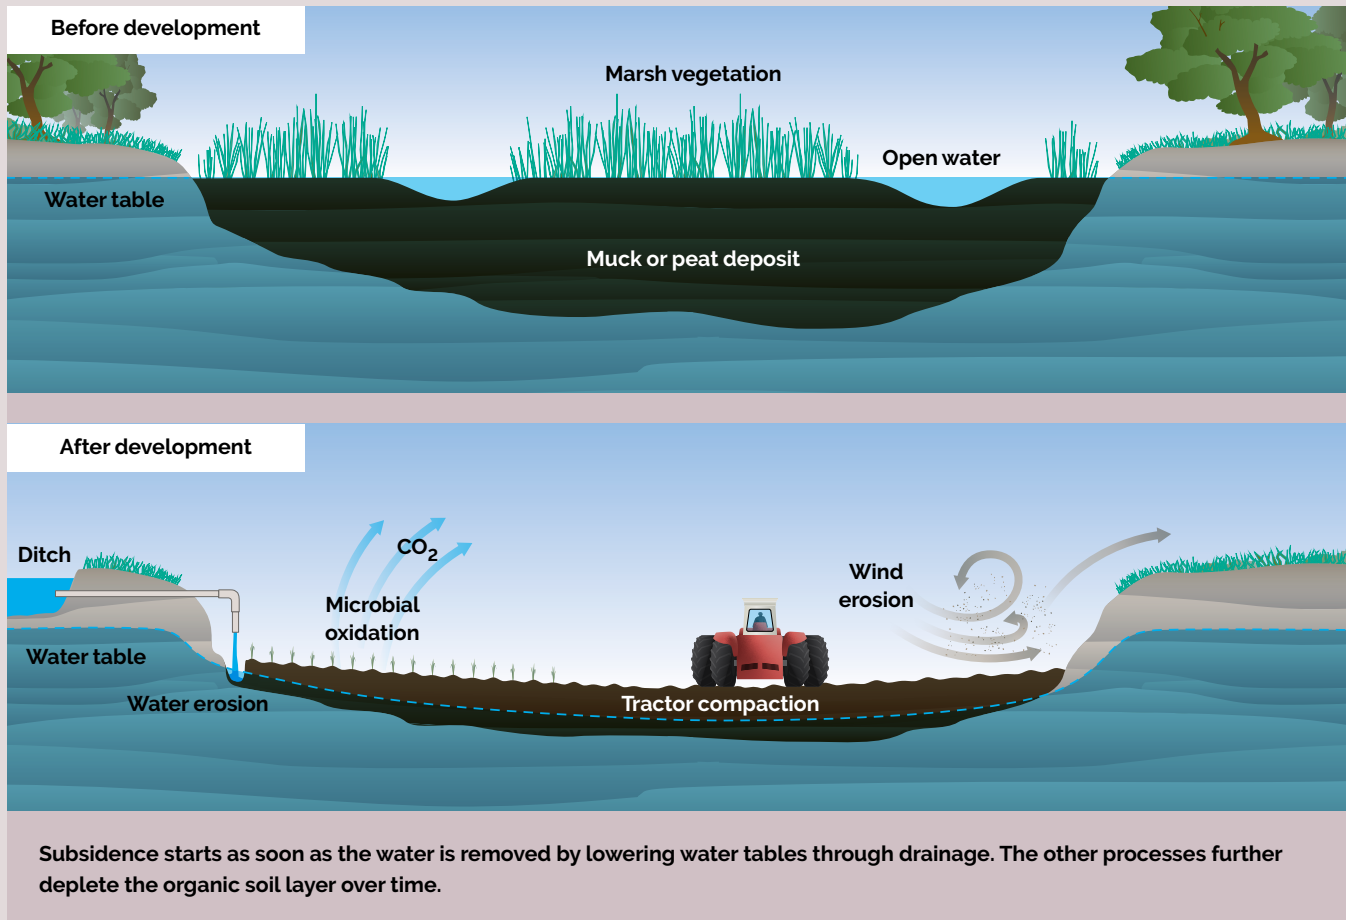 Before development
Marsh vegetation
Open water
Water table
Muck or peat deposit
After development
Ditch
CO₂
Wind
erosion
Microbial
oxidation
Water table
Water erosion
Tractor compaction
Subsidence starts as soon as the water is removed by lowering water tables through drainage. The other processes further
deplete the organic soil layer over time.